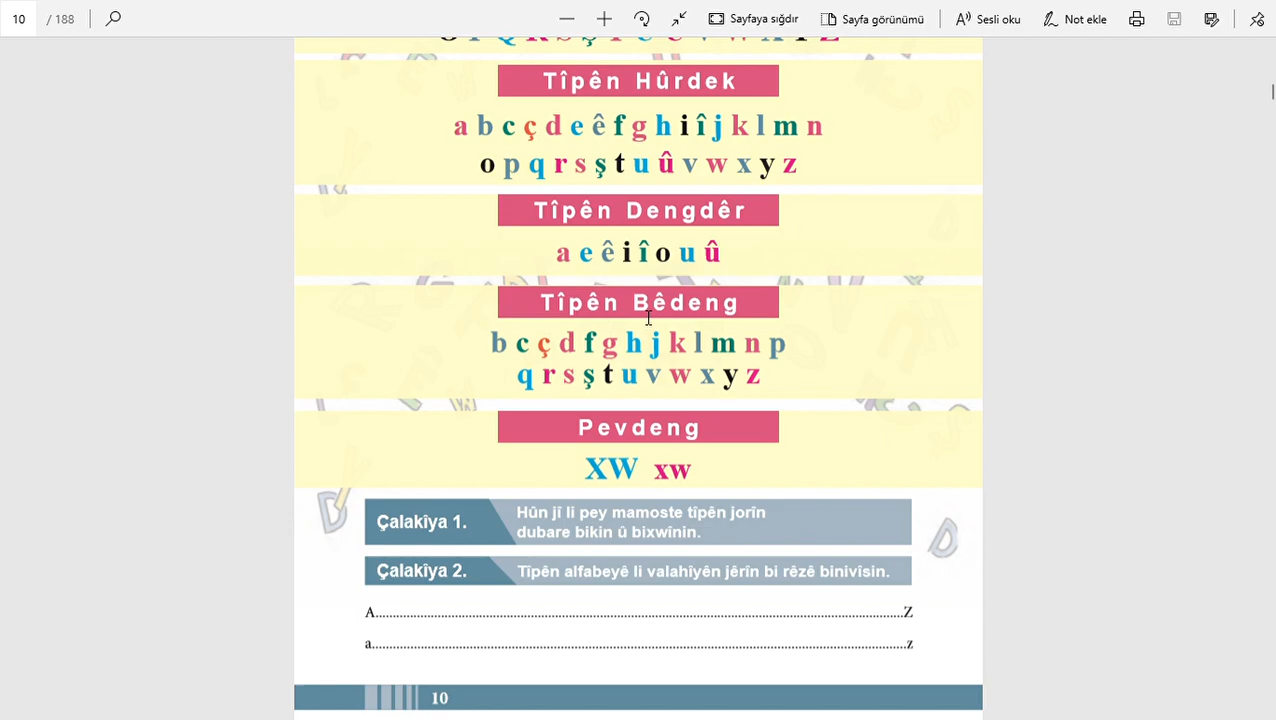 10 / 188 Sayfaya sığdır Sayfa görünümü Sesli oku Not ekle
Tîpên Hûrdek
a b c ç d e ê f g h i î j k l m n
o p q r s ş t u û v w x y z
Tîpên Dengdêr
a e ê i î o u û
Tîpên Bêdeng
b c ç d f g h j k l m n p
q r s ş t u v w x y z
Pevdeng
XW xw
Çalakîya 1. Hûn jî li pey mamoste tîpên jorîn
dubare bikin û bixwînin.
Çalakîya 2. Tîpên alfabeyê li valahîyên jêrîn bi rêzê binivîsin.
A...............................................Z
a...............................................z
10